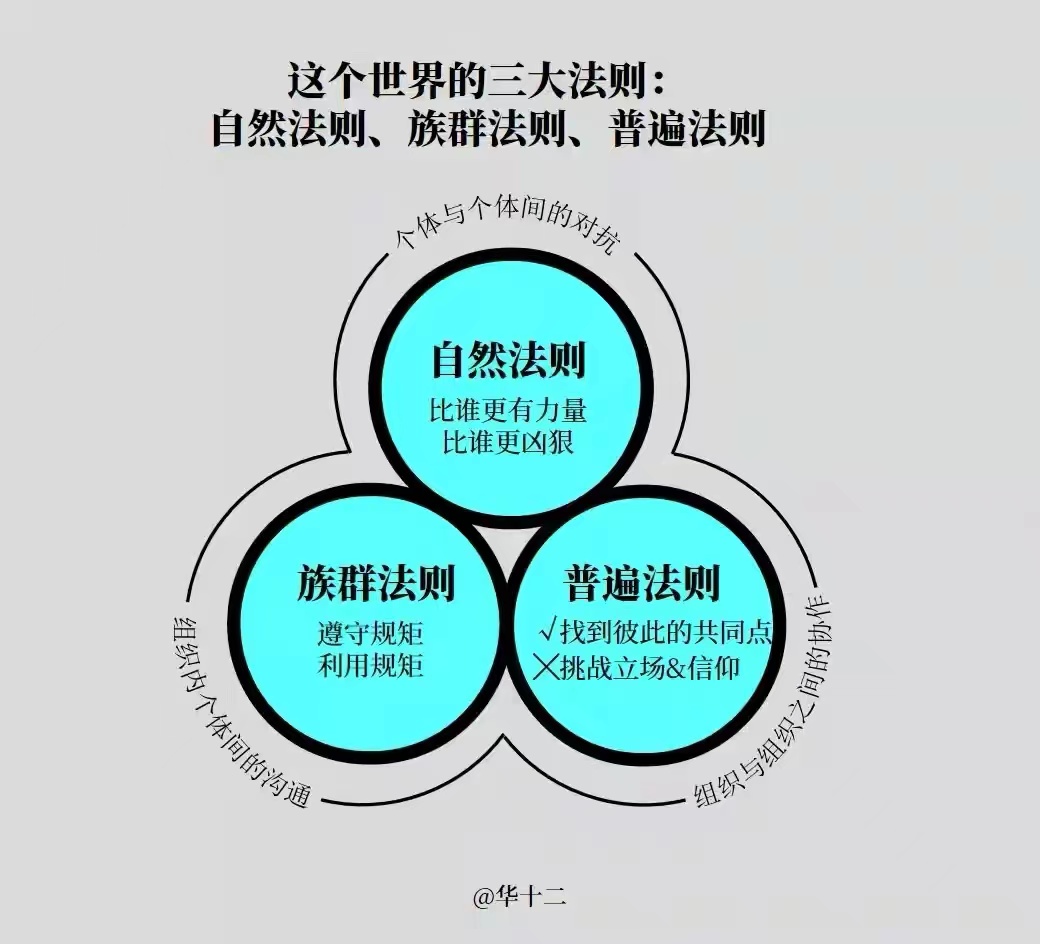 这个世界的三大法则：
自然法则、族群法则、普遍法则
个体与个体间的对抗
自然法则
比谁更有力量
比谁更凶狠
族群法则
遵守规矩
利用规矩
组织内个体间的沟通
普遍法则
√找到彼此的共同点
╳挑战立场&信仰
组织与组织之间的协作
@华十二